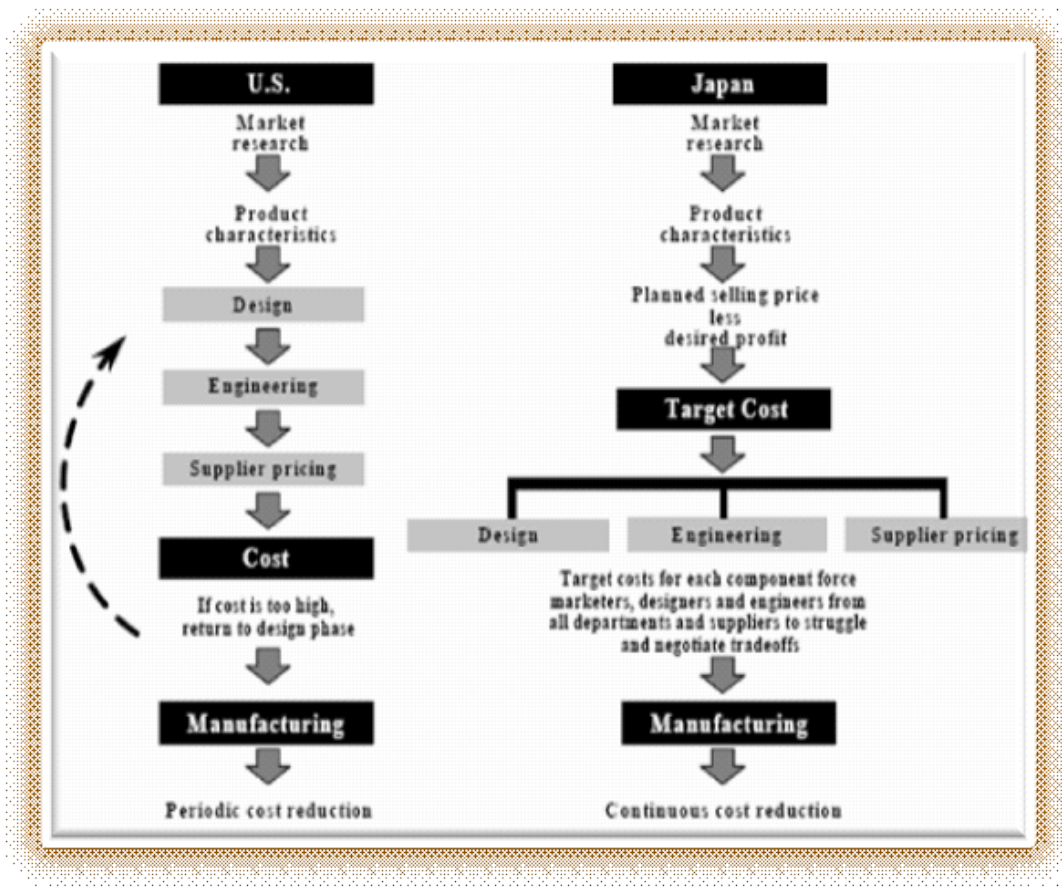 U.S.
Market
research
Product
characteristics
Design
Engineering
Supplier pricing
Cost
If cost is too high,
return to design phase
Manufacturing
Periodic cost reduction
Japan
Market
research
Product
characteristics
Planned selling price
less
desired profit
Target Cost
Design
Engineering
Supplier pricing
Target costs for each component force
marketers, designers and engineers from
all departments and suppliers to struggle
and negotiate tradeoffs
Manufacturing
Continuous cost reduction